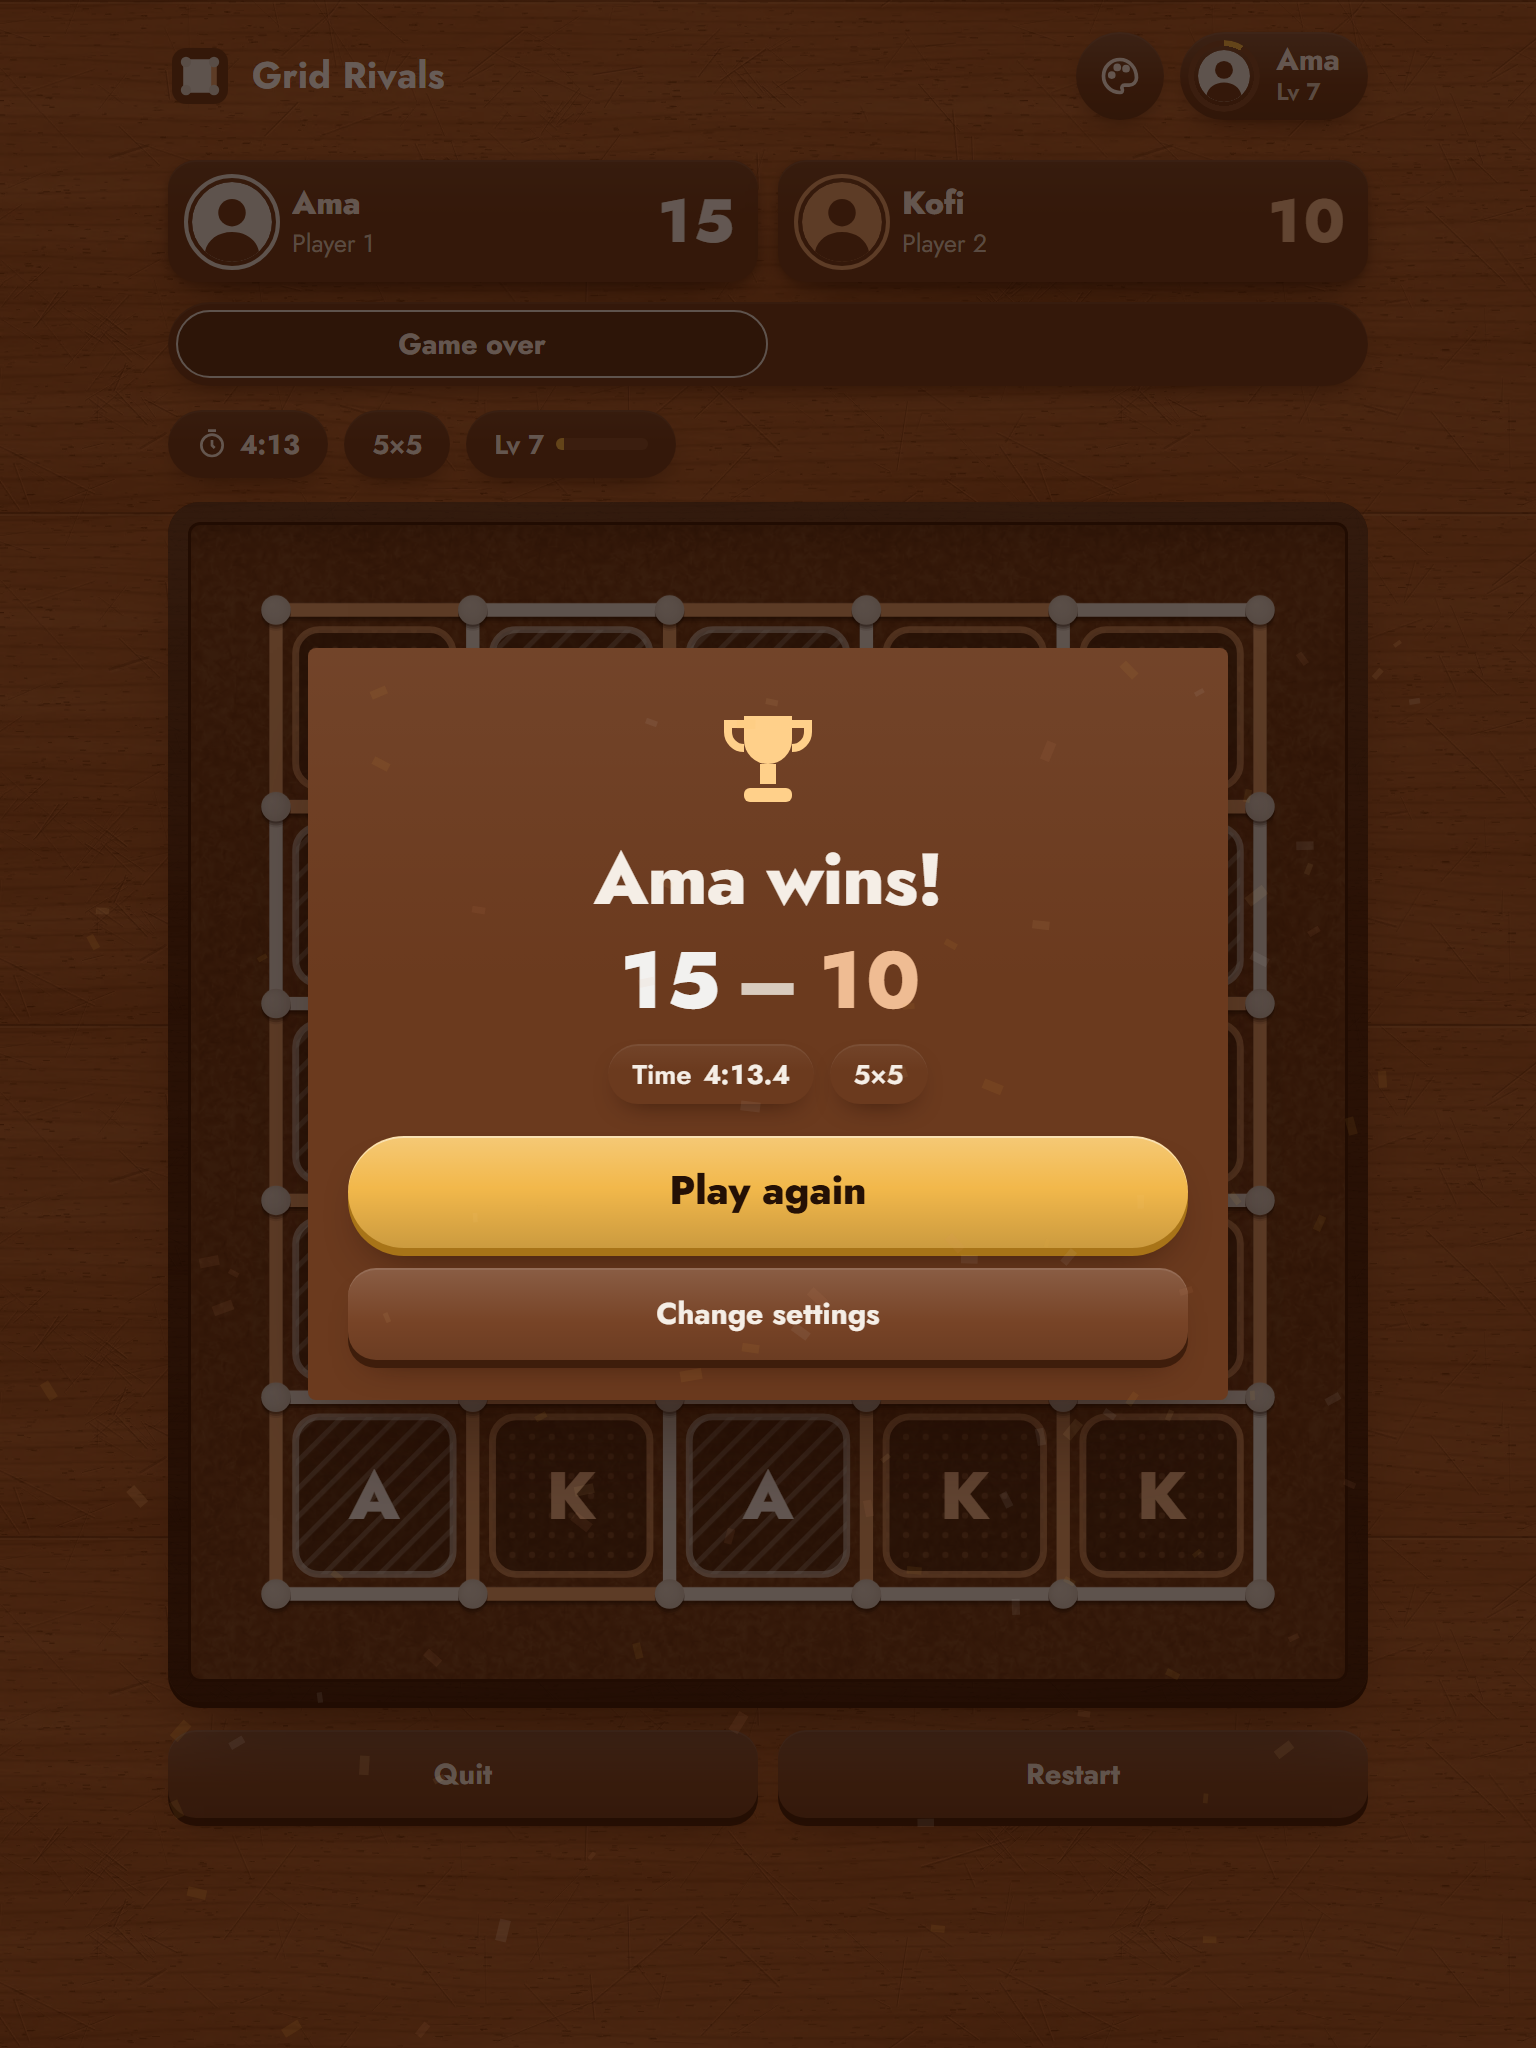 Grid Rivals
Ama
Lv 7
Ama
Player 1
15
Kofi
Player 2
10
Game over
4:13
5×5
Lv 7
Ama wins!
15 – 10
Time 4:13.4
5×5
Play again
Change settings
A K A K K
Quit
Restart